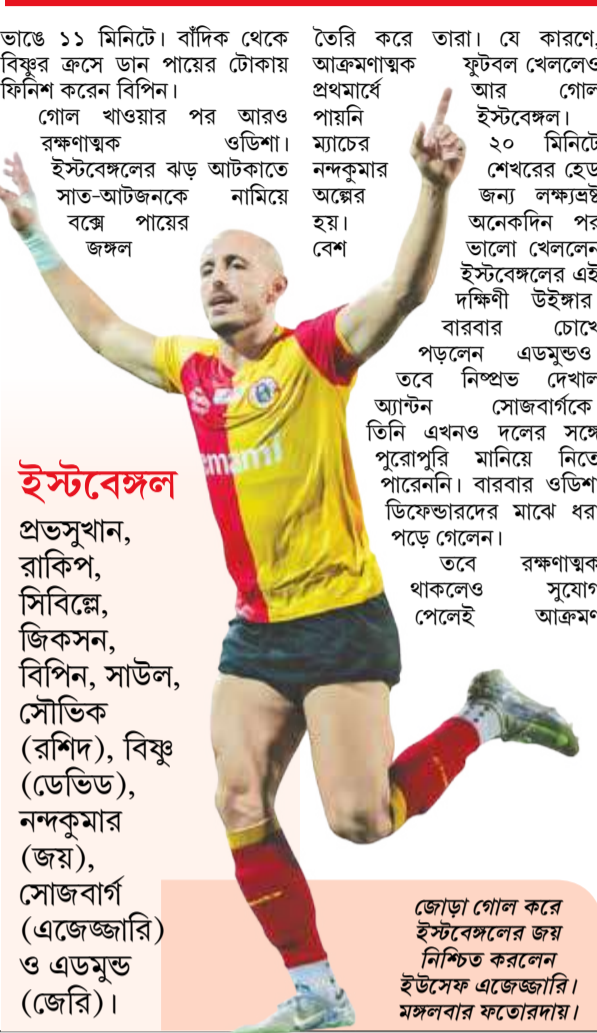 ভাঙে ১১ মিনিটে। বাঁদিক থেকে
বিষ্ণুর ক্রসে ডান পায়ের টোকায়
ফিনিশ করেন বিপিন।
গোল খাওয়ার পর আরও
রক্ষণাত্মক ওডিশা।
ইস্টবেঙ্গলের ঝড় আটকাতে
সাত-আটজনকে নামিয়ে
বক্সে পায়ের
জঙ্গল
তৈরি করে তারা। যে কারণে,
আক্রমণাত্মক ফুটবল খেললেও
প্রথমার্ধে আর গোল
পায়নি ইস্টবেঙ্গল।
ম্যাচের ২০ মিনিটে
নন্দকুমার শেখরের হেড
অল্পের জন্য লক্ষ্যভ্রষ্ট
হয়। অনেকদিন পর
বেশ ভালো খেললেন
ইস্টবেঙ্গলের এই
দক্ষিণী উইঙ্গার
বারবার চোখে
পড়লেন এডমুন্ডও
তবে নিষ্প্রভ দেখাল
অ্যান্টন সোজবার্গকে
তিনি এখনও দলের সঙ্গে
পুরোপুরি মানিয়ে নিতে
পারেননি। বারবার ওডিশা
ডিফেন্ডারদের মাঝে ধরা
পড়ে গেলেন।
তবে রক্ষণাত্মক
থাকলেও সুযোগ
পেলেই আক্রমণ
emami
ইস্টবেঙ্গল
প্রভসুখান,
রাকিপ,
সিবিল্লে,
জিকসন,
বিপিন, সাউল,
সৌভিক
(রশিদ), বিষ্ণু
(ডেভিড),
নন্দকুমার
(জয়),
সোজবার্গ
(এজেজ্জারি)
ও এডমুন্ড
(জেরি)।
জোড়া গোল করে
ইস্টবেঙ্গলের জয়
নিশ্চিত করলেন
ইউসেফ এজেজ্জারি।
মঙ্গলবার ফতোরদায়।